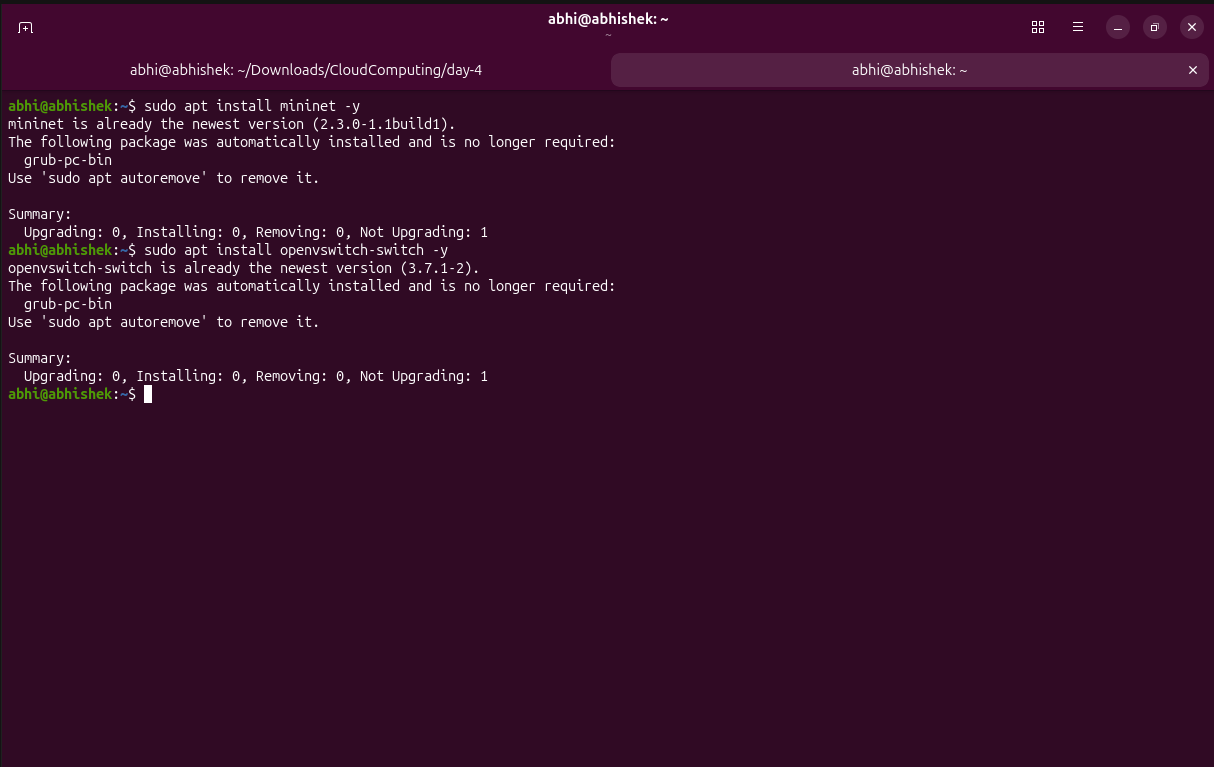 abhi@abhishek: ~
~
abhi@abhishek: ~/Downloads/CloudComputing/day-4
abhi@abhishek: ~
abhi@abhishek:~$ sudo apt install mininet -y
mininet is already the newest version (2.3.0-1.1build1).
The following package was automatically installed and is no longer required:
  grub-pc-bin
Use 'sudo apt autoremove' to remove it.

Summary:
  Upgrading: 0, Installing: 0, Removing: 0, Not Upgrading: 1
abhi@abhishek:~$ sudo apt install openvswitch-switch -y
openvswitch-switch is already the newest version (3.7.1-2).
The following package was automatically installed and is no longer required:
  grub-pc-bin
Use 'sudo apt autoremove' to remove it.

Summary:
  Upgrading: 0, Installing: 0, Removing: 0, Not Upgrading: 1
abhi@abhishek:~$